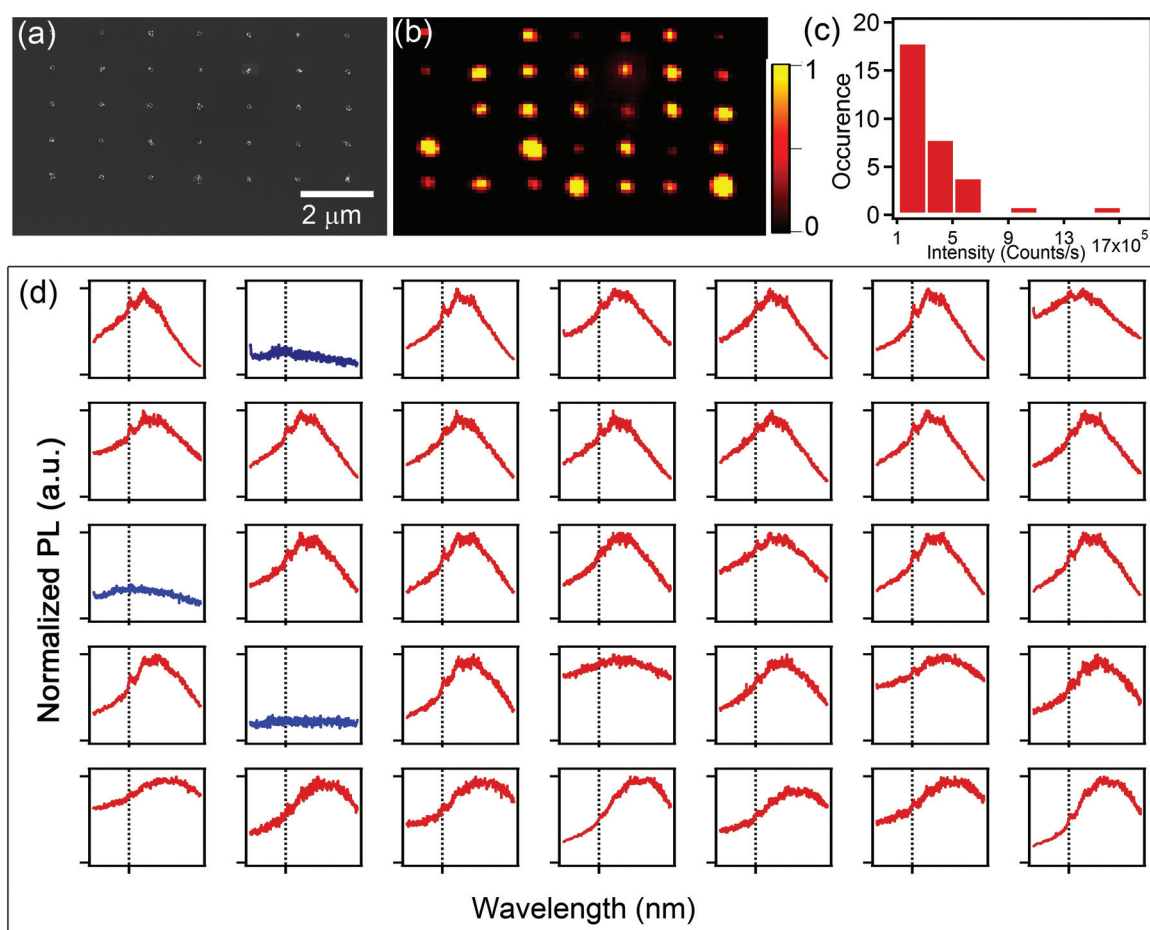 (a)
2 μm
(b)
1
0
(c)
20
15
10
5
0
Occurence
1
5
9
13
17x10⁵
Intensity (Counts/s)
(d)
Normalized PL (a.u.)
Wavelength (nm)